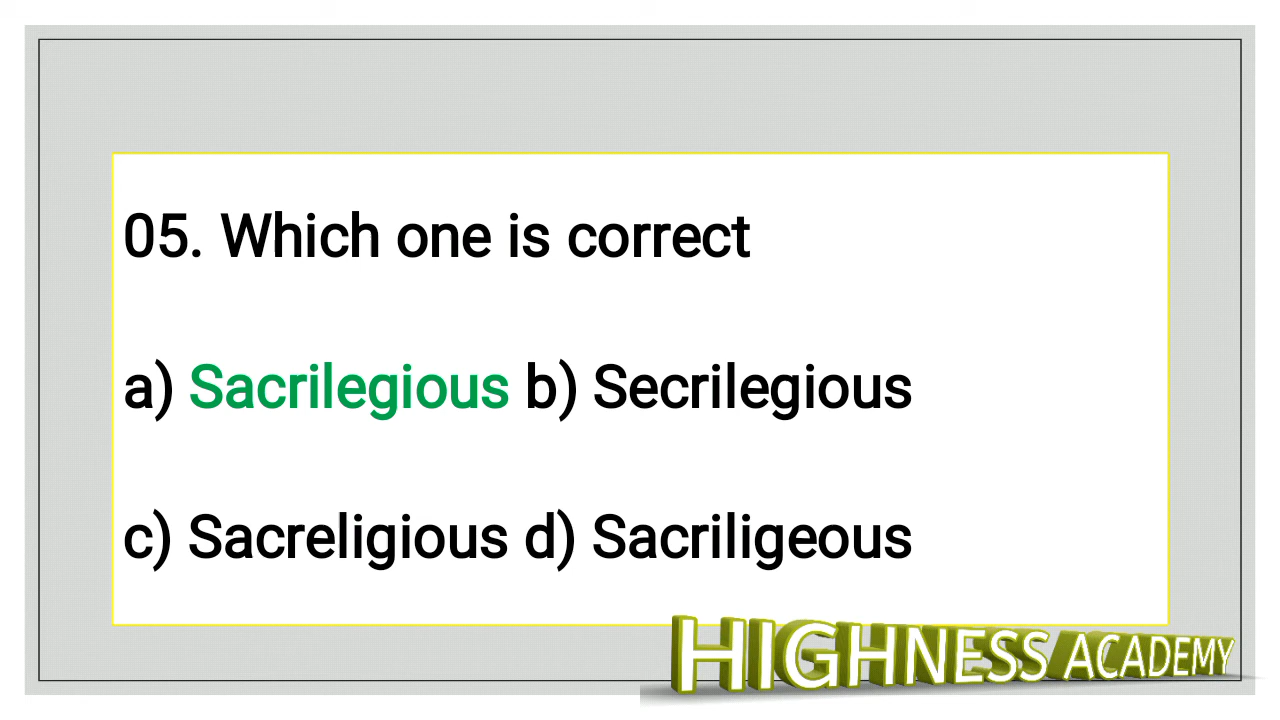 05. Which one is correct
a) Sacrilegious b) Secrilegious
c) Sacreligious d) Sacriligeous
HIGHNESS ACADEMY